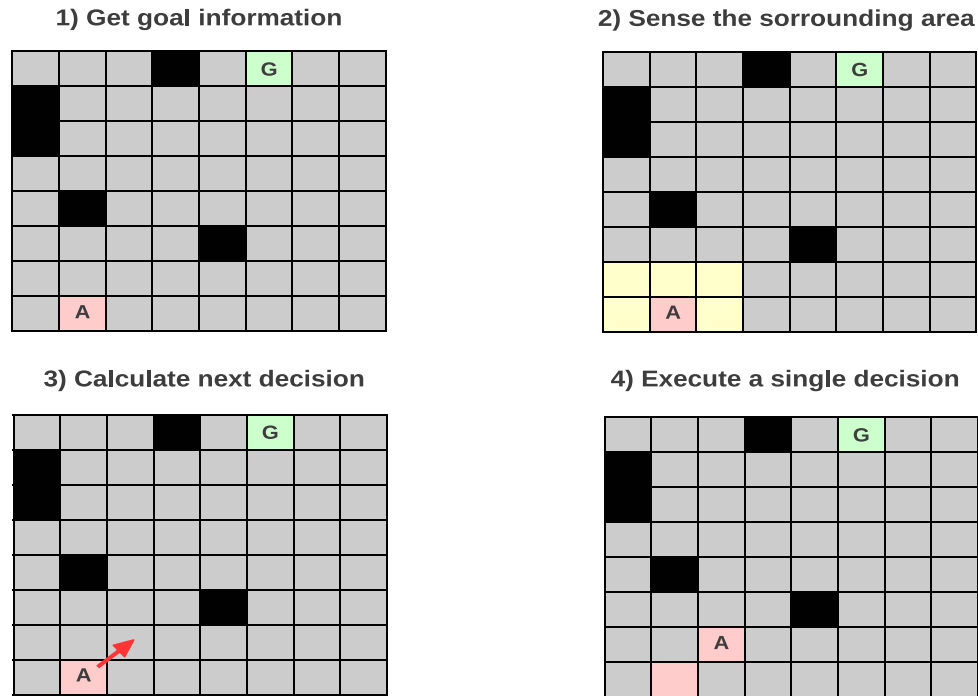 1) Get goal information
G
A
2) Sense the sorrounding area
G
A
3) Calculate next decision
G
A
4) Execute a single decision
G
A